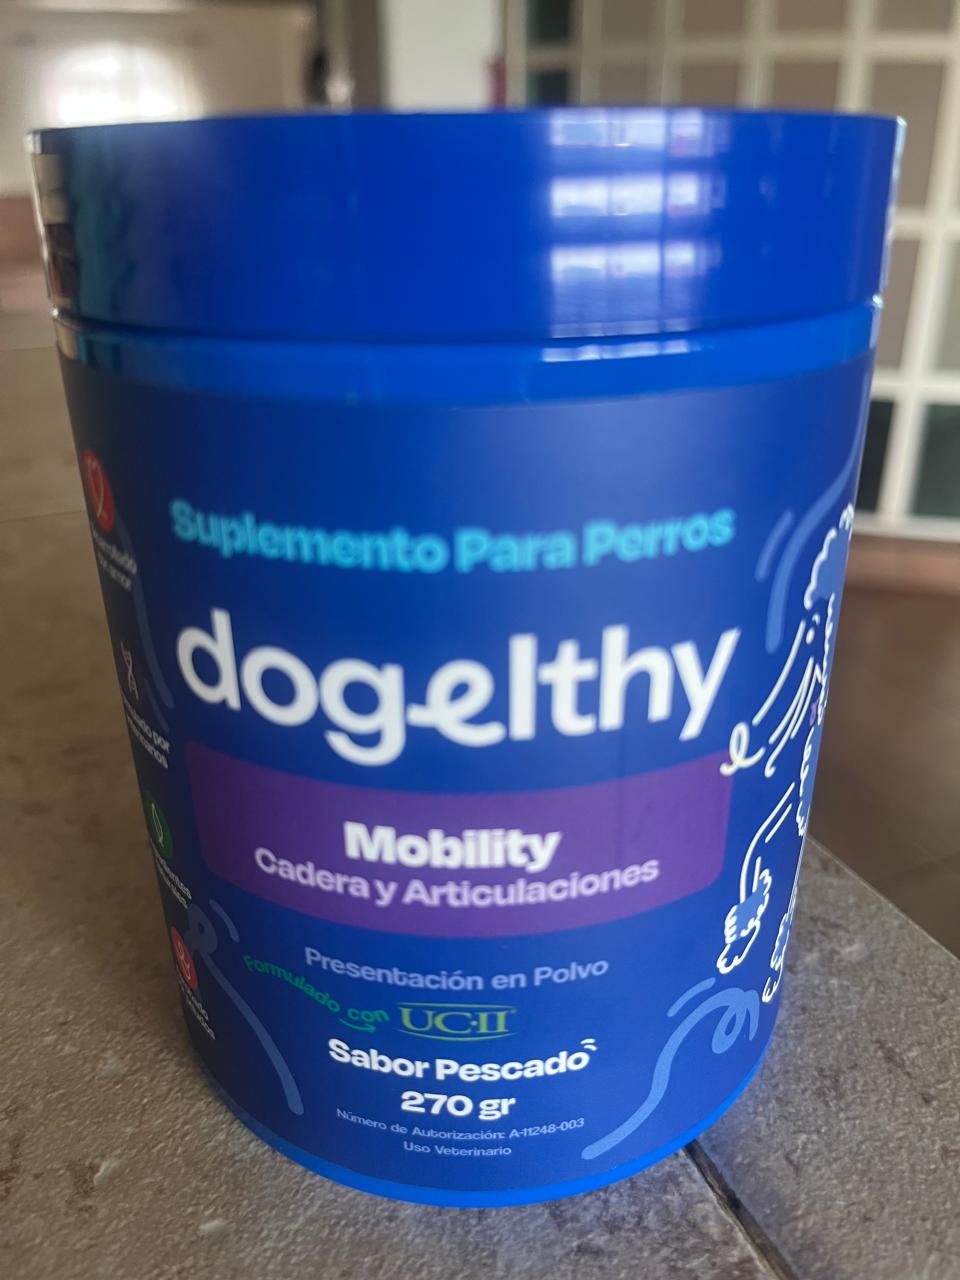 Suplemento Para Perros
dogelthy
Mobility
Cadera y Articulaciones
Presentación en Polvo
Formulado con
UC·II®
Sabor Pescado
270 gr
Número de Autorización: A-11248-003
Uso Veterinario